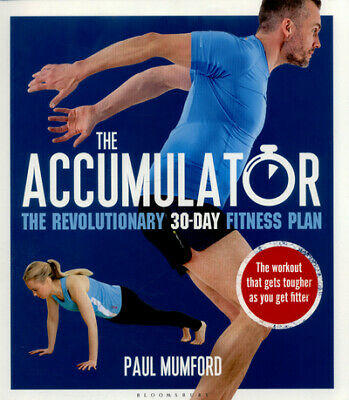 THE
ACCUMULATOR
THE REVOLUTIONARY 30-DAY FITNESS PLAN
The workout
that gets tougher
as you get fitter
PAUL MUMFORD
BLOOMSBURY